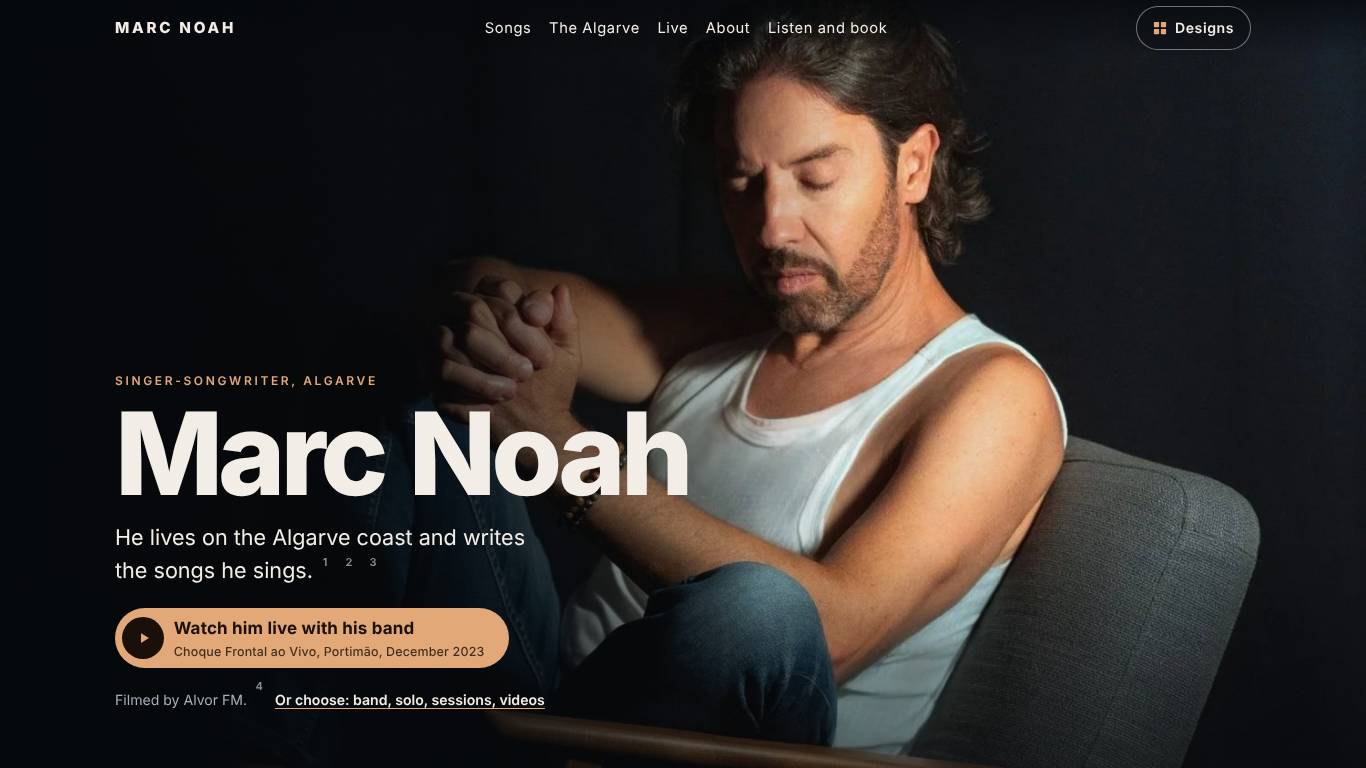 MARC NOAH
Songs
The Algarve
Live
About
Listen and book
Designs
SINGER-SONGWRITER, ALGARVE
Marc Noah
He lives on the Algarve coast and writes
the songs he sings. 1 2 3
Watch him live with his band
Choque Frontal ao Vivo, Portimão, December 2023
Filmed by Alvor FM. 4
Or choose: band, solo, sessions, videos